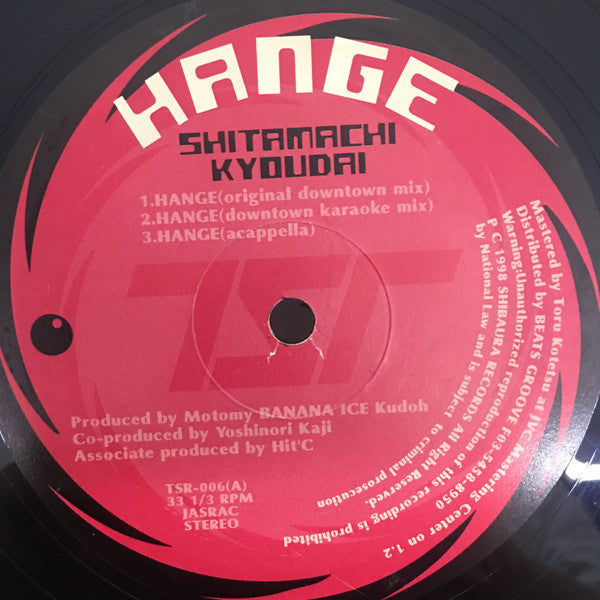 HANGE
SHITAMACHI
KYOUDAI
1.HANGE(original downtown mix)
2.HANGE(downtown karaoke mix)
3.HANGE(acappella)
TSR
Produced by Motomy BANANA ICE Kudoh
Co-produced by Yoshinori Kaji
Associate produced by Hit'C
TSR-006(A)
33 1/3 RPM
JASRAC
STEREO
Mastered by Toru Kotetsu at JVC Mastering Center on 1.2
Distributed by BEATS GROOVE F03-5458-8950
Warning:Unauthorized reproduction of this recording is prohibited
by National Law and is subject to criminal prosecution
P C 1998 SHIBAURA RECORDS All Right Reserved.